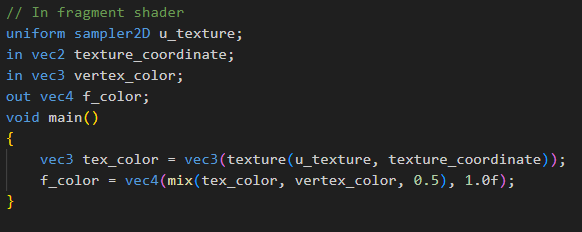 // In fragment shader
uniform sampler2D u_texture;
in vec2 texture_coordinate;
in vec3 vertex_color;
out vec4 f_color;
void main()
{
    vec3 tex_color = vec3(texture(u_texture, texture_coordinate));
    f_color = vec4(mix(tex_color, vertex_color, 0.5), 1.0f);
}